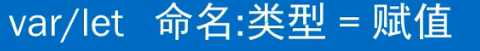 var/let 命名:类型 = 赋值